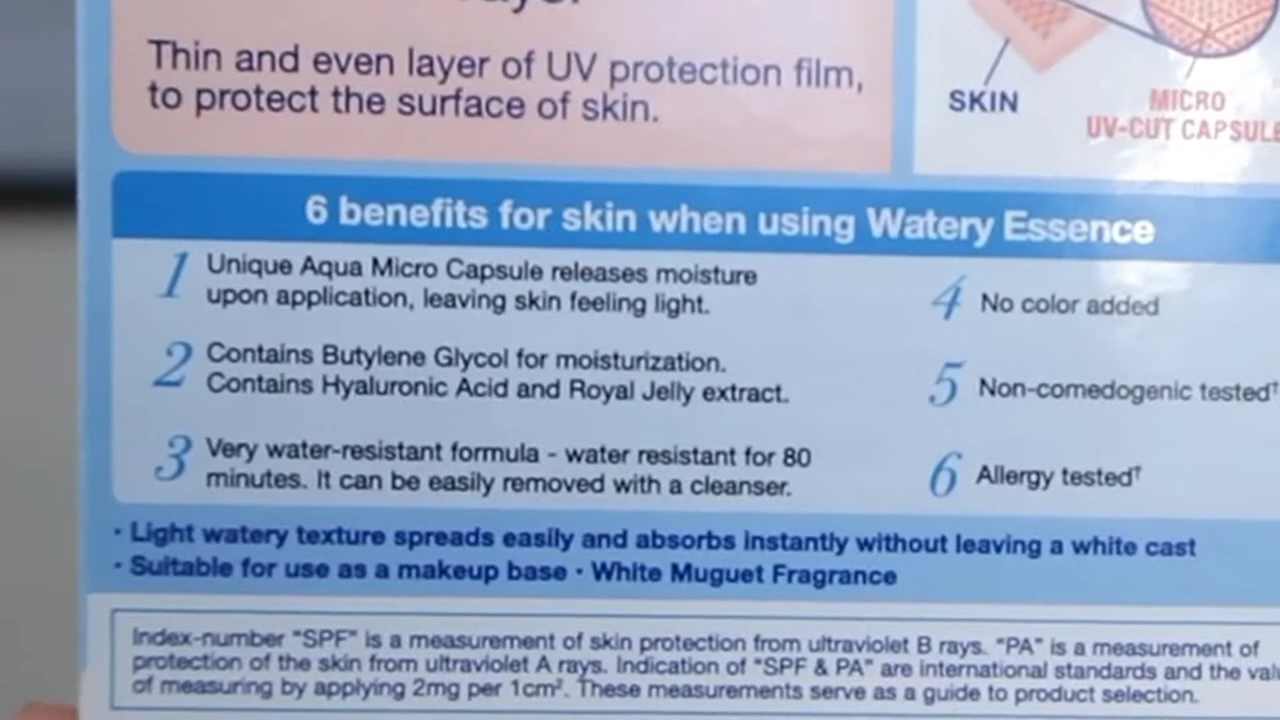 Thin and even layer of UV protection film,
to protect the surface of skin.
SKIN
MICRO
UV-CUT CAPSULE
6 benefits for skin when using Watery Essence
1 Unique Aqua Micro Capsule releases moisture
upon application, leaving skin feeling light.
2 Contains Butylene Glycol for moisturization.
Contains Hyaluronic Acid and Royal Jelly extract.
3 Very water-resistant formula - water resistant for 80
minutes. It can be easily removed with a cleanser.
4 No color added
5 Non-comedogenic tested†
6 Allergy tested†
· Light watery texture spreads easily and absorbs instantly without leaving a white cast
· Suitable for use as a makeup base · White Muguet Fragrance
Index-number "SPF" is a measurement of skin protection from ultraviolet B rays. "PA" is a measurement of
protection of the skin from ultraviolet A rays. Indication of "SPF & PA" are international standards and the
of measuring by applying 2mg per 1cm². These measurements serve as a guide to product selection.